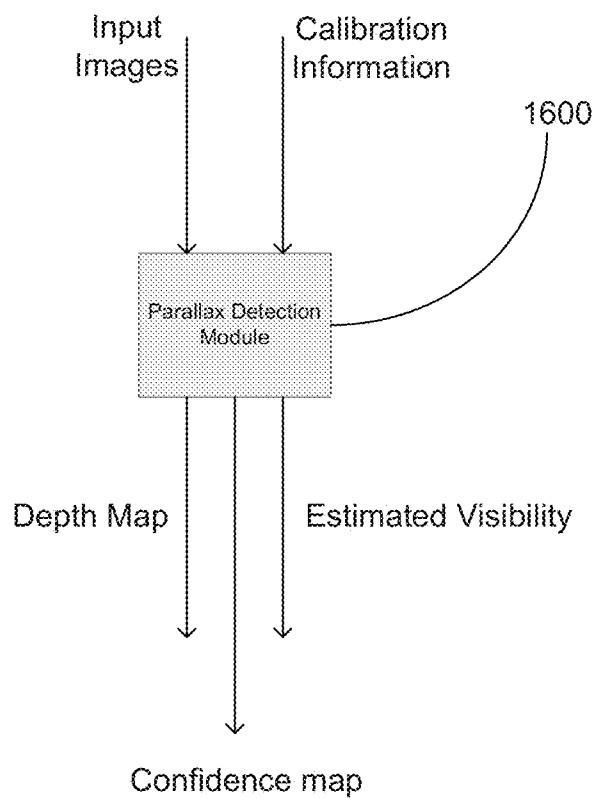 Input
Images
Calibration
Information
1600
Parallax Detection
Module
Depth Map
Estimated Visibility
Confidence map